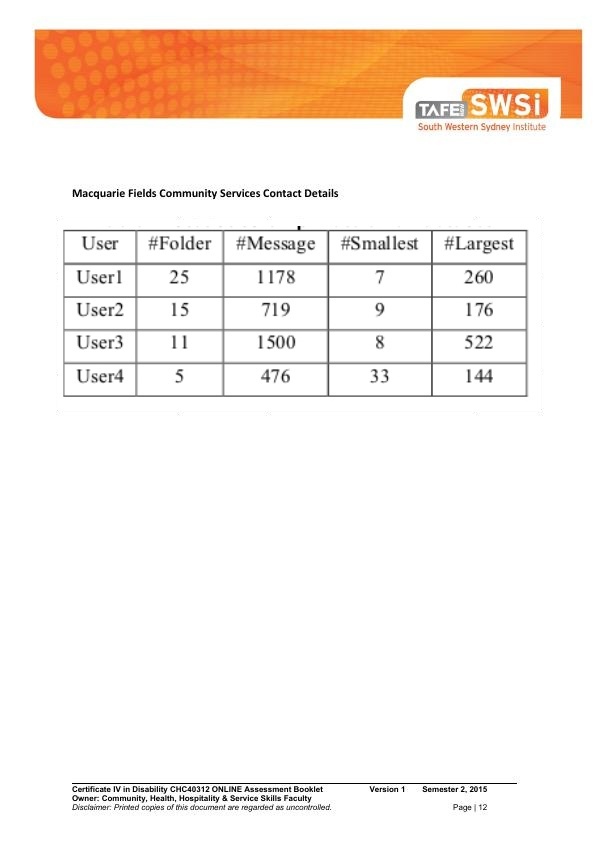 TAFE SWSi
South Western Sydney Institute
Macquarie Fields Community Services Contact Details
User #Folder #Message #Smallest #Largest
User1 25 1178 7 260
User2 15 719 9 176
User3 11 1500 8 522
User4 5 476 33 144
Certificate IV in Disability CHC40312 ONLINE Assessment Booklet Version 1 Semester 2, 2015
Owner: Community, Health, Hospitality & Service Skills Faculty
Disclaimer: Printed copies of this document are regarded as uncontrolled. Page | 12